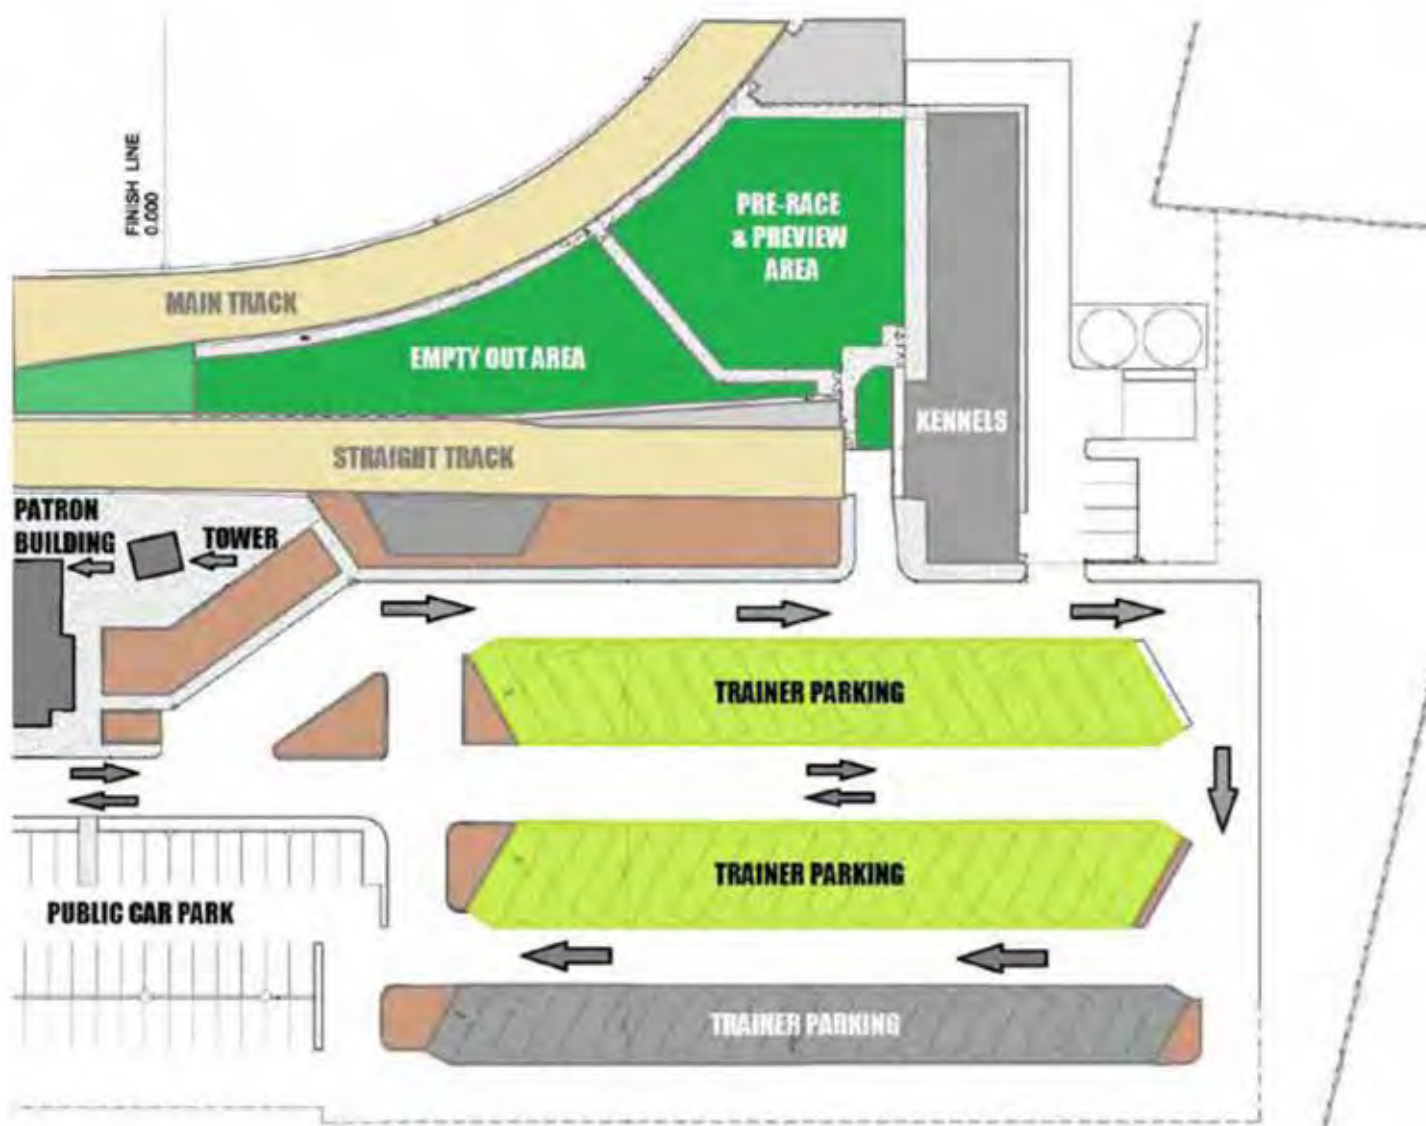 FINISH LINE
0.000
PRE-RACE
& PREVIEW
AREA
MAIN TRACK
EMPTY OUT AREA
KENNELS
STRAIGHT TRACK
PATRON
BUILDING
TOWER
TRAINER PARKING
TRAINER PARKING
PUBLIC CAR PARK
TRAINER PARKING